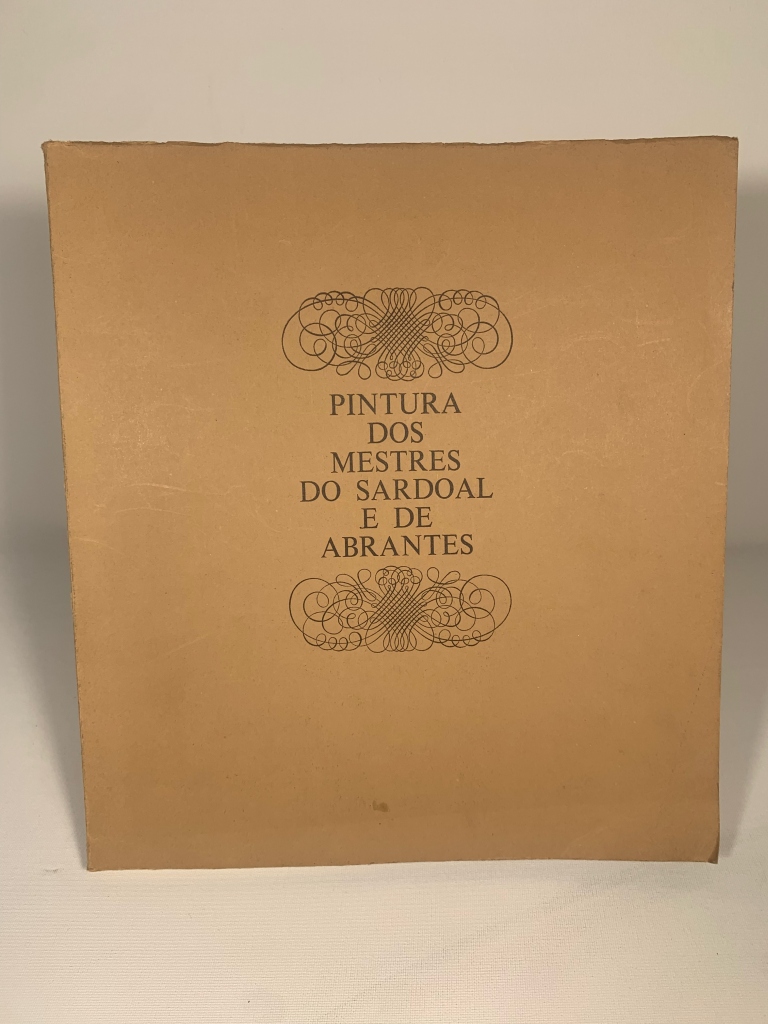 PINTURA
DOS
MESTRES
DO SARDOAL
E DE
ABRANTES